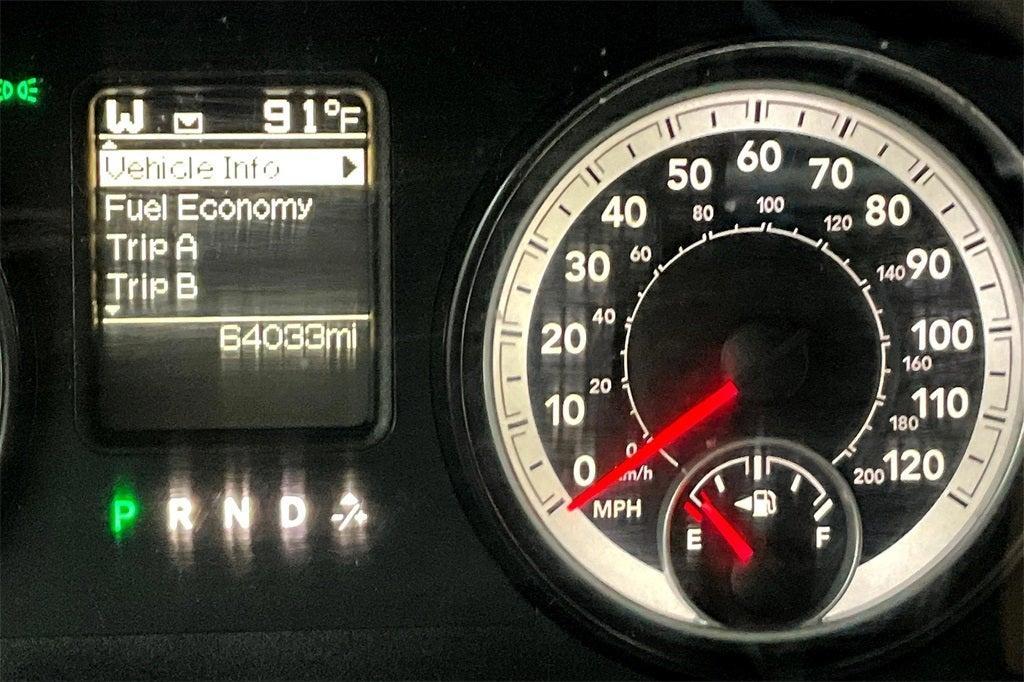 W 91°F
Vehicle Info
Fuel Economy
Trip A
Trip B
64033mi
P R N D -/+
0 10 20 30 40 50 60 70 80 90 100 110 120
MPH
0 20 40 60 80 100 120 140 160 180 200
km/h
E F